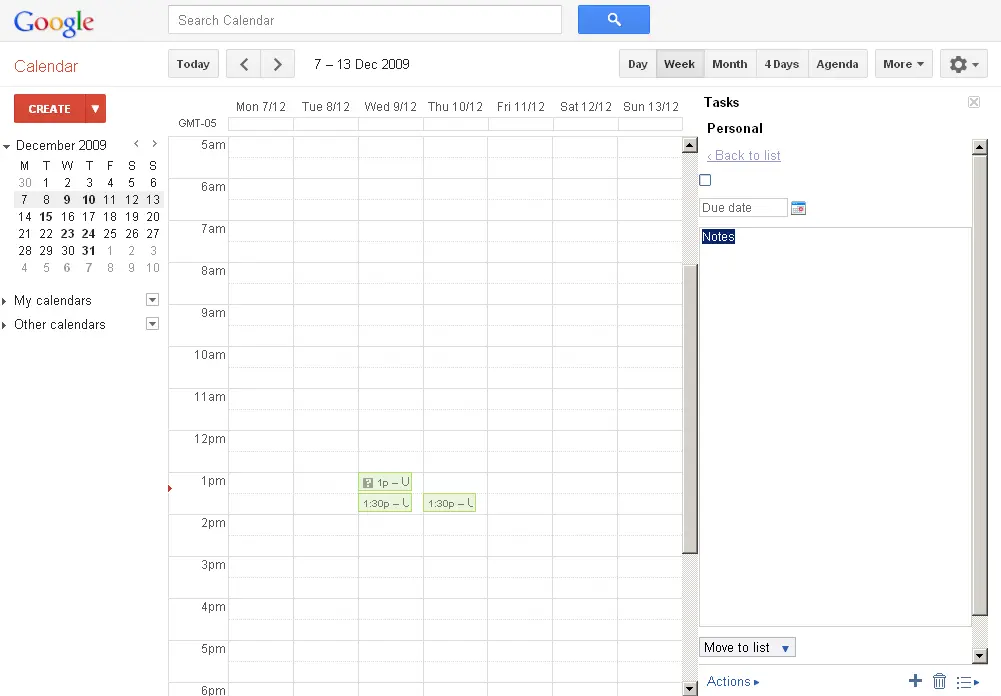 Google
Search Calendar
Calendar
Today
7 – 13 Dec 2009
Day Week Month 4 Days Agenda More
CREATE
December 2009
M T W T F S S
30 1 2 3 4 5 6
7 8 9 10 11 12 13
14 15 16 17 18 19 20
21 22 23 24 25 26 27
28 29 30 31 1 2 3
4 5 6 7 8 9 10
My calendars
Other calendars
Mon 7/12 Tue 8/12 Wed 9/12 Thu 10/12 Fri 11/12 Sat 12/12 Sun 13/12
GMT-05
5am
6am
7am
8am
9am
10am
11am
12pm
1pm
? 1p – U
1:30p – 1:30p –
2pm
3pm
4pm
5pm
6pm
Tasks
Personal
‹ Back to list
Due date
Notes
Move to list
Actions